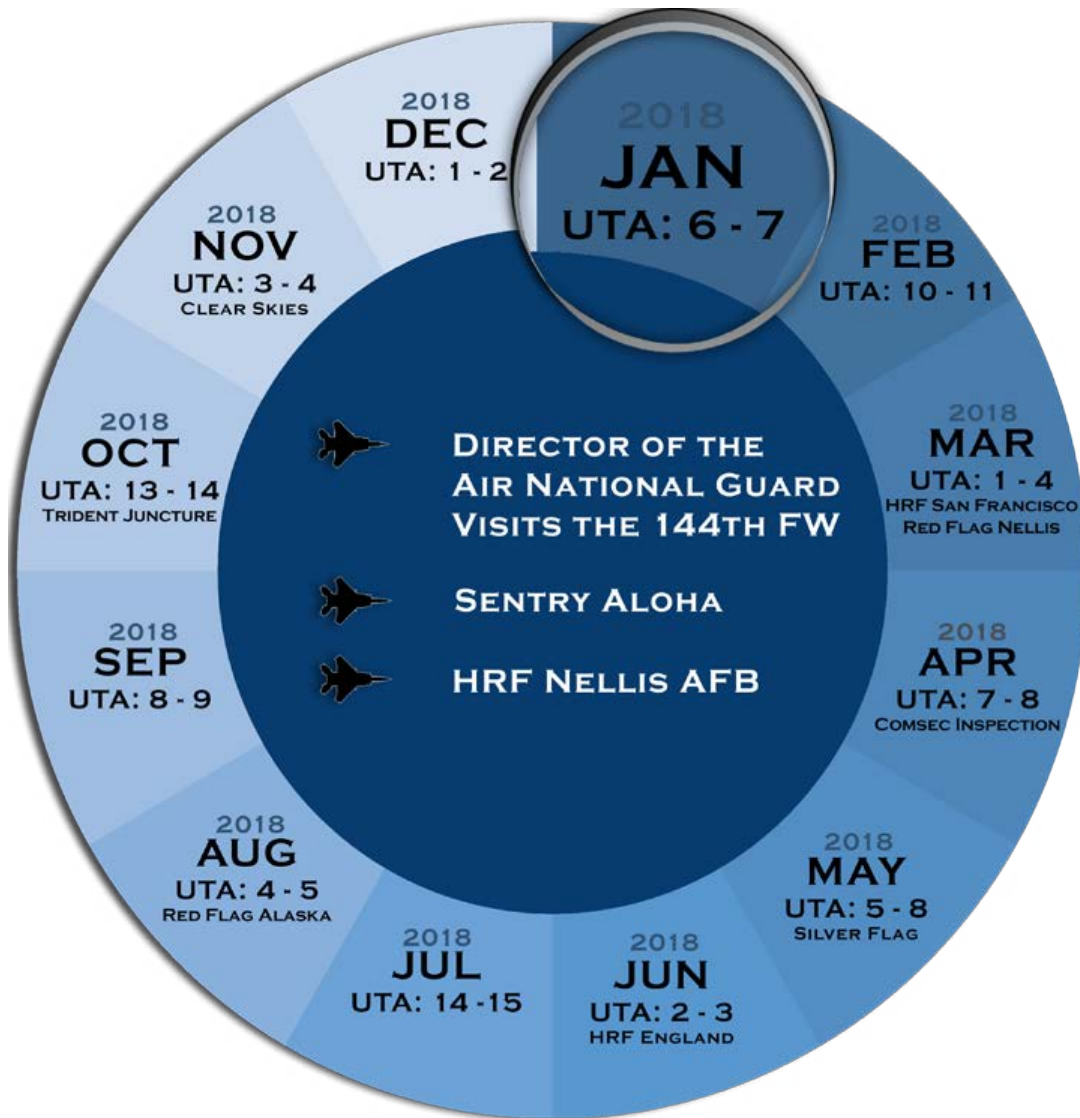 2018
JAN
UTA: 6 - 7
2018
FEB
UTA: 10 - 11
2018
MAR
UTA: 1 - 4
HRF San Francisco
Red Flag Nellis
2018
APR
UTA: 7 - 8
Comsec Inspection
2018
MAY
UTA: 5 - 8
Silver Flag
2018
JUN
UTA: 2 - 3
HRF England
2018
JUL
UTA: 14 -15
2018
AUG
UTA: 4 - 5
Red Flag Alaska
2018
SEP
UTA: 8 - 9
2018
OCT
UTA: 13 - 14
Trident Juncture
2018
NOV
UTA: 3 - 4
Clear Skies
2018
DEC
UTA: 1 - 2
Director of the
Air National Guard
Visits the 144th FW
Sentry Aloha
HRF Nellis AFB